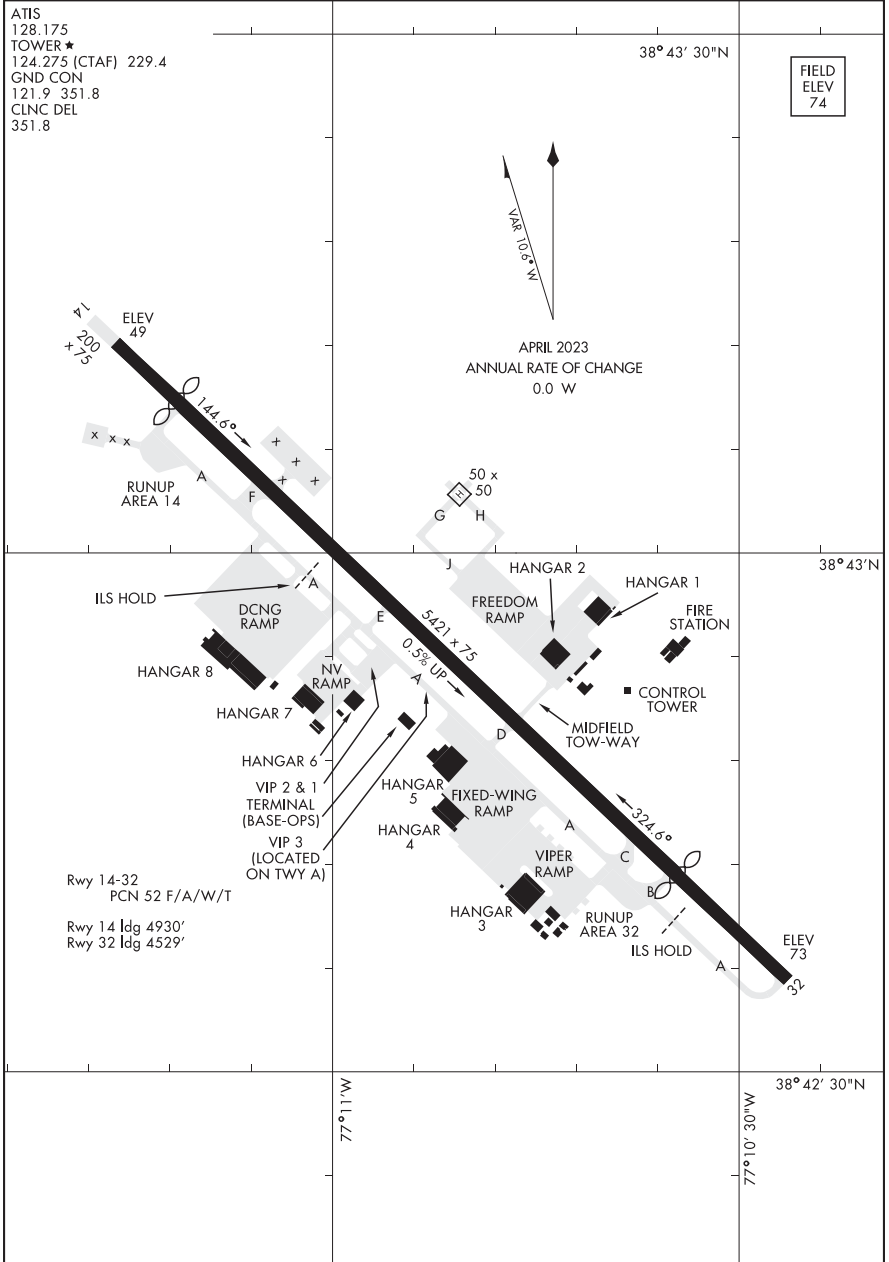 ATIS
128.175
TOWER ★
124.275 (CTAF) 229.4
GND CON
121.9 351.8
CLNC DEL
351.8
38° 43' 30"N
FIELD
ELEV
74
VAR 10.6° W
APRIL 2023
ANNUAL RATE OF CHANGE
0.0 W
14
200
x 75
ELEV
49
144.6°
x x x
x
x
x x
A
RUNUP
AREA 14
F
50 x
50
H
G H
J
38° 43'N
ILS HOLD
A
DCNG
RAMP
E
5421 x 75
0.5% UP
HANGAR 2
HANGAR 1
FREEDOM
RAMP
FIRE
STATION
HANGAR 8
NV
RAMP
A
CONTROL
TOWER
HANGAR 7
MIDFIELD
TOW-WAY
D
HANGAR 6
VIP 2 & 1
TERMINAL
(BASE-OPS)
VIP 3
(LOCATED
ON TWY A)
HANGAR
5
FIXED-WING
RAMP
HANGAR
4
A
324.6°
VIPER
RAMP
C
B
Rwy 14-32
PCN 52 F/A/W/T
Rwy 14 ldg 4930'
Rwy 32 ldg 4529'
HANGAR
3
RUNUP
AREA 32
ILS HOLD
ELEV
73
A
32
38° 42' 30"N
77° 11'W
77° 10' 30"W